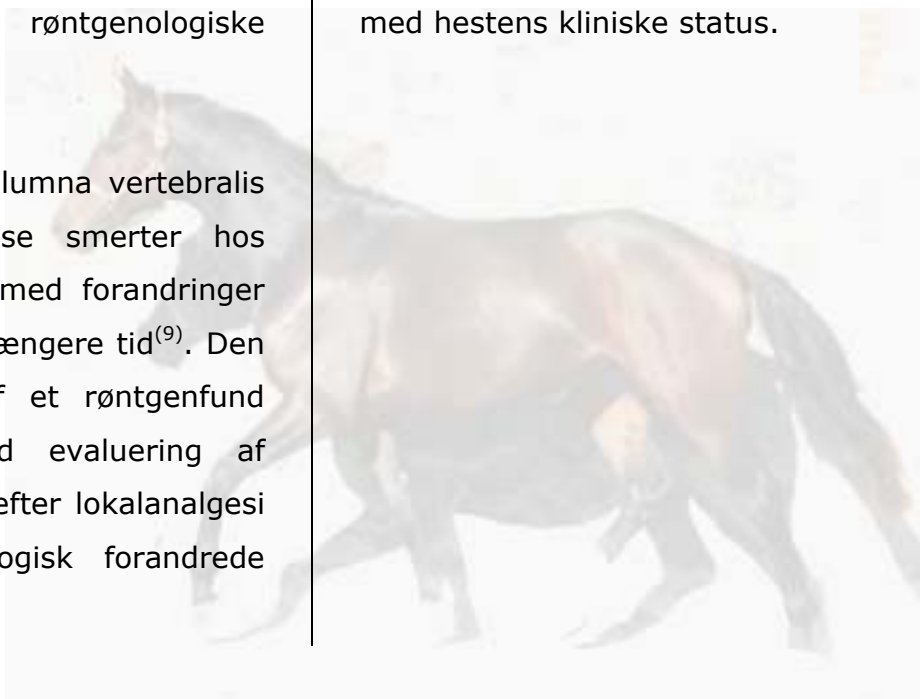 røntgenologiske
lumna vertebralis
se smerter hos
med forandringer
ængere tid(9). Den
et røntgenfund
d evaluering af
efter lokalanalgesi
ogisk forandrede
med hestens kliniske status.